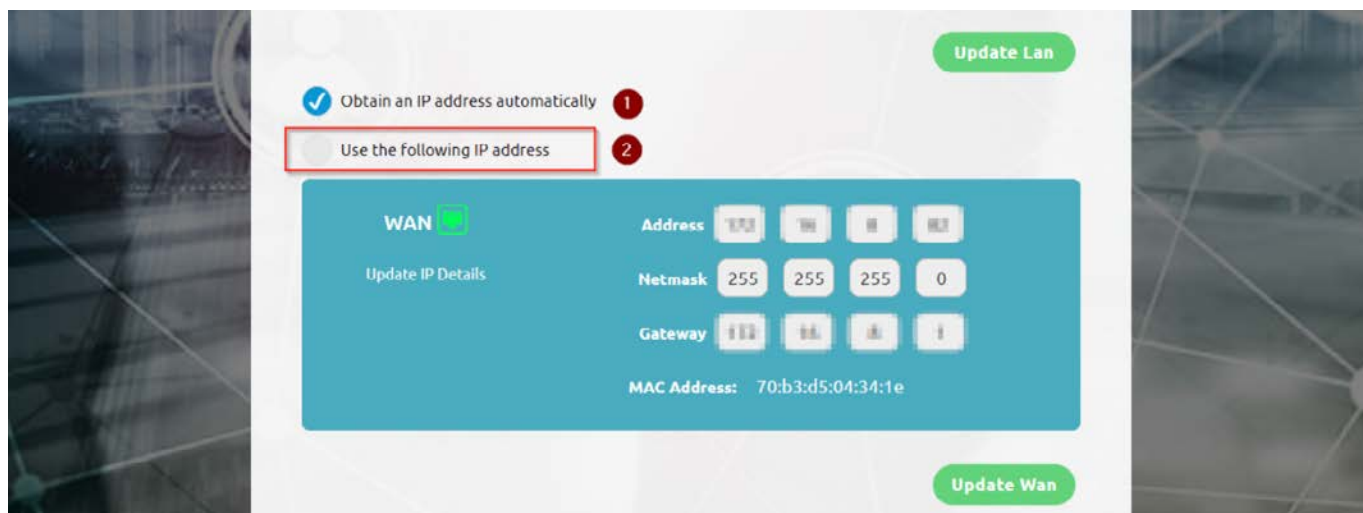 Update Lan
Obtain an IP address automatically 1
Use the following IP address 2
WAN
Address
Update IP Details
Netmask 255 255 255 0
Gateway
MAC Address: 70:b3:d5:04:34:1e
Update Wan